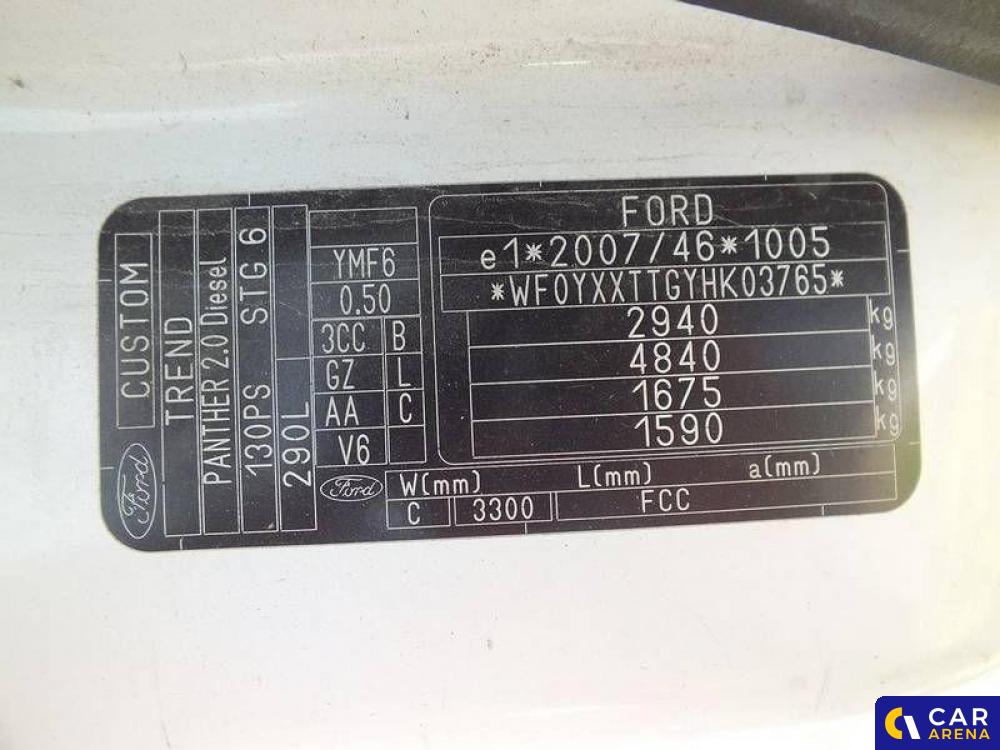 CUSTOM
Ford
TREND
PANTHER 2.0 Diesel
130PS STG 6
290L
YMF6
0.50
3CC B
GZ L
AA C
V6
Ford
FORD
e1*2007/46*1005
*WF0YXXTTGYHK03765*
2940 kg
4840 kg
1675 kg
1590 kg
W(mm) L(mm) a(mm)
C 3300 FCC
CAR
ARENA